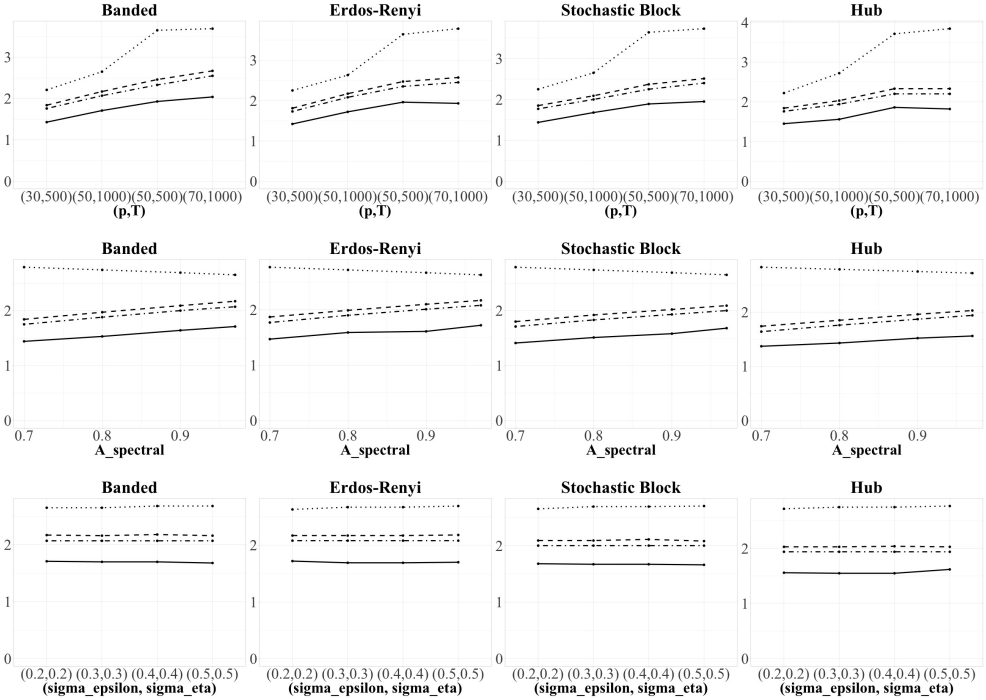 Banded Erdos-Renyi Stochastic Block Hub
3 2 1 0
3 2 1 0
3 2 1 0
4 3 2 1 0
(30,500)(50,1000)(50,500)(70,1000) (30,500)(50,1000)(50,500)(70,1000) (30,500)(50,1000)(50,500)(70,1000) (30,500)(50,1000)(50,500)(70,1000)
(p,T) (p,T) (p,T) (p,T)
Banded Erdos-Renyi Stochastic Block Hub
2 1 0
2 1 0
2 1 0
2 1 0
0.7 0.8 0.9 0.7 0.8 0.9 0.7 0.8 0.9 0.7 0.8 0.9
A_spectral A_spectral A_spectral A_spectral
Banded Erdos-Renyi Stochastic Block Hub
2 1 0
2 1 0
2 1 0
2 1 0
(0.2,0.2) (0.3,0.3) (0.4,0.4) (0.5,0.5) (0.2,0.2) (0.3,0.3) (0.4,0.4) (0.5,0.5) (0.2,0.2) (0.3,0.3) (0.4,0.4) (0.5,0.5) (0.2,0.2) (0.3,0.3) (0.4,0.4) (0.5,0.5)
(sigma_epsilon, sigma_eta) (sigma_epsilon, sigma_eta) (sigma_epsilon, sigma_eta) (sigma_epsilon, sigma_eta)